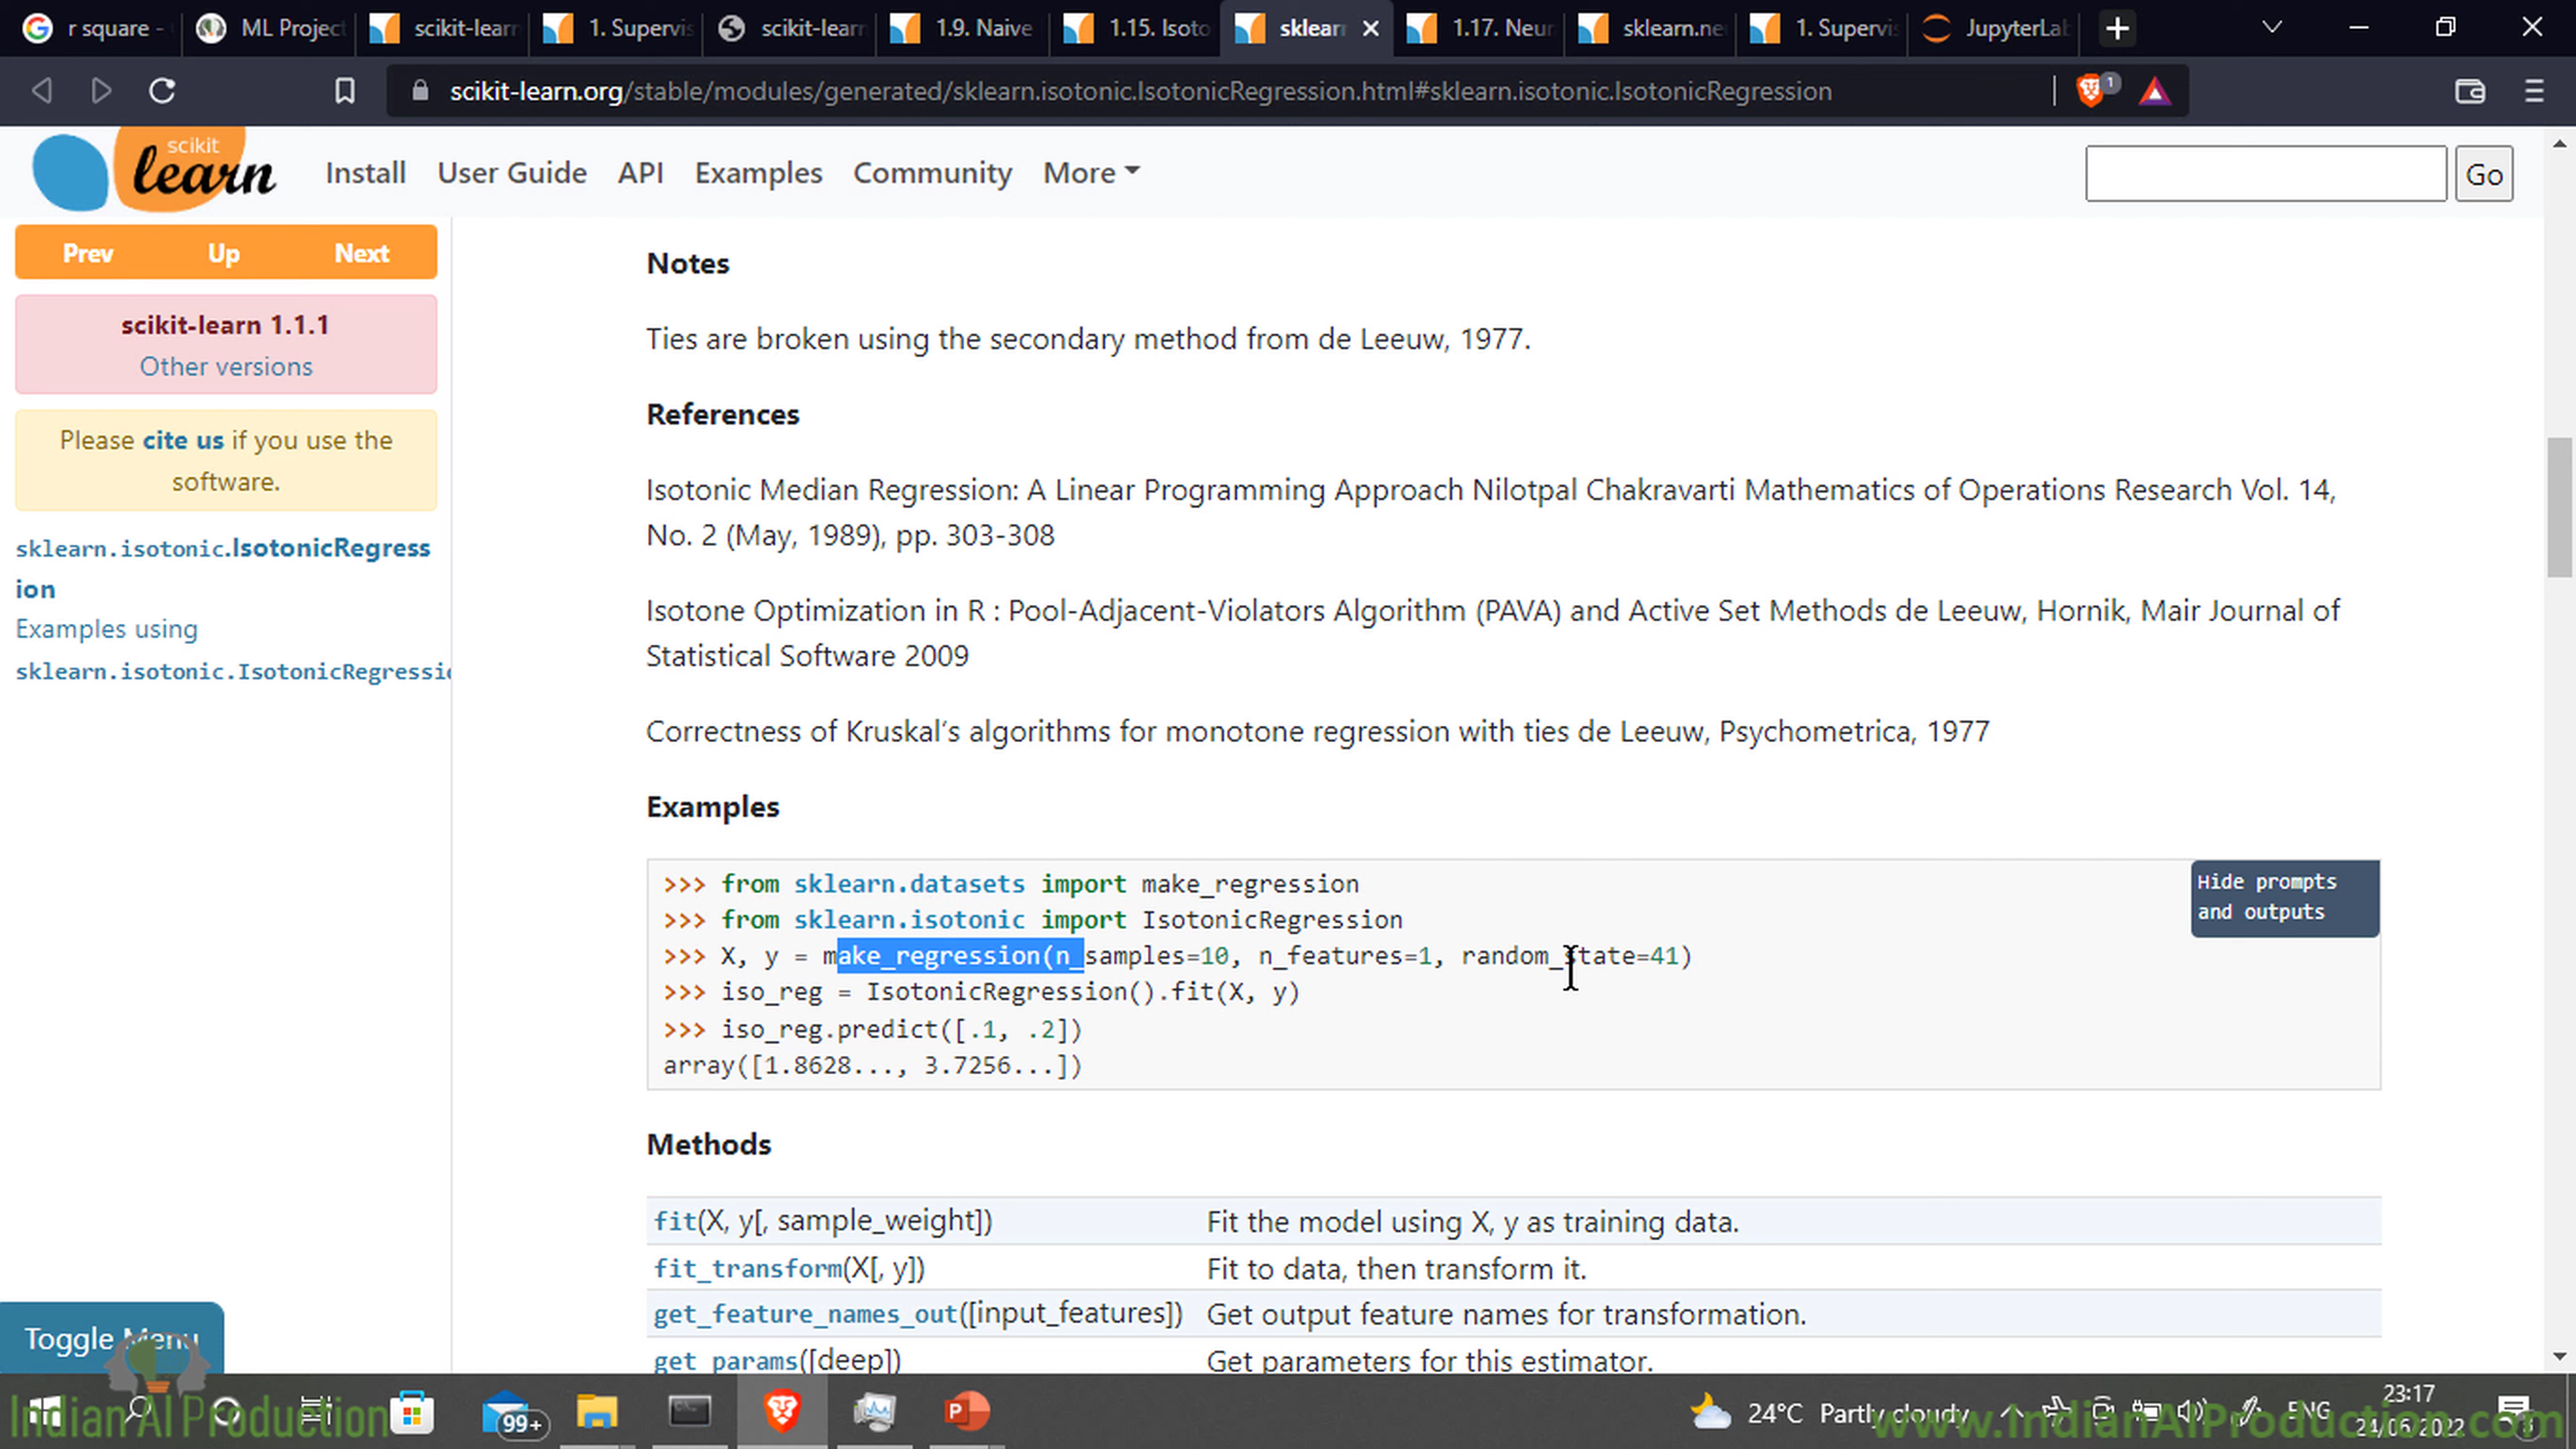 r square -
ML Project
scikit-learn
1. Supervis
scikit-learn
1.9. Naive
1.15. Isoto
sklearn
1.17. Neur
sklearn.ne
1. Supervis
JupyterLab
scikit-learn.org/stable/modules/generated/sklearn.isotonic.IsotonicRegression.html#sklearn.isotonic.IsotonicRegression
1
scikit
learn
Install
User Guide
API
Examples
Community
More
Go
Prev
Up
Next
scikit-learn 1.1.1
Other versions
Please cite us if you use the
software.
sklearn.isotonic.IsotonicRegress
ion
Examples using
sklearn.isotonic.IsotonicRegressio
Notes
Ties are broken using the secondary method from de Leeuw, 1977.
References
Isotonic Median Regression: A Linear Programming Approach Nilotpal Chakravarti Mathematics of Operations Research Vol. 14,
No. 2 (May, 1989), pp. 303-308
Isotone Optimization in R : Pool-Adjacent-Violators Algorithm (PAVA) and Active Set Methods de Leeuw, Hornik, Mair Journal of
Statistical Software 2009
Correctness of Kruskal's algorithms for monotone regression with ties de Leeuw, Psychometrica, 1977
Examples
>>> from sklearn.datasets import make_regression
>>> from sklearn.isotonic import IsotonicRegression
>>> X, y = make_regression(n_samples=10, n_features=1, random_state=41)
>>> iso_reg = IsotonicRegression().fit(X, y)
>>> iso_reg.predict([.1, .2])
array([1.8628..., 3.7256...])
Hide prompts
and outputs
Methods
fit(X, y[, sample_weight])
Fit the model using X, y as training data.
fit_transform(X[, y])
Fit to data, then transform it.
get_feature_names_out([input_features])
Get output feature names for transformation.
get_params([deep])
Get parameters for this estimator.
Toggle Menu
Indian AI Production
99+
24°C Partly cloudy
ENG
23:17
24/06/2022
www.IndianAIProduction.com